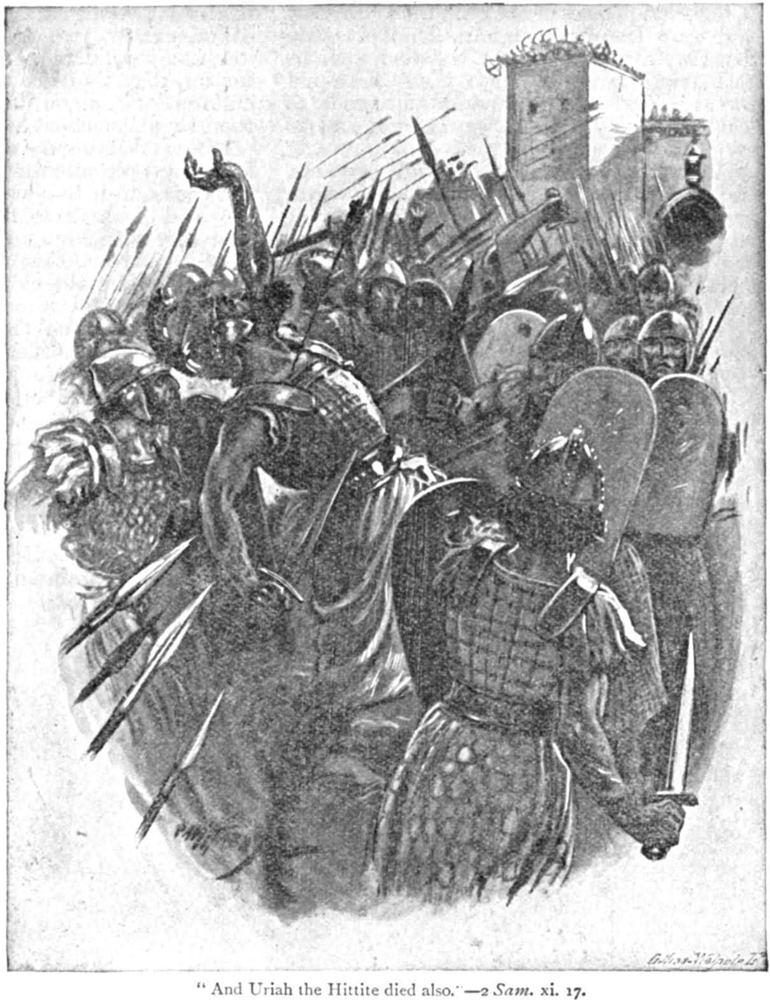 “ And Uriah the Hittite died also.”—2 Sam. xi. 17.